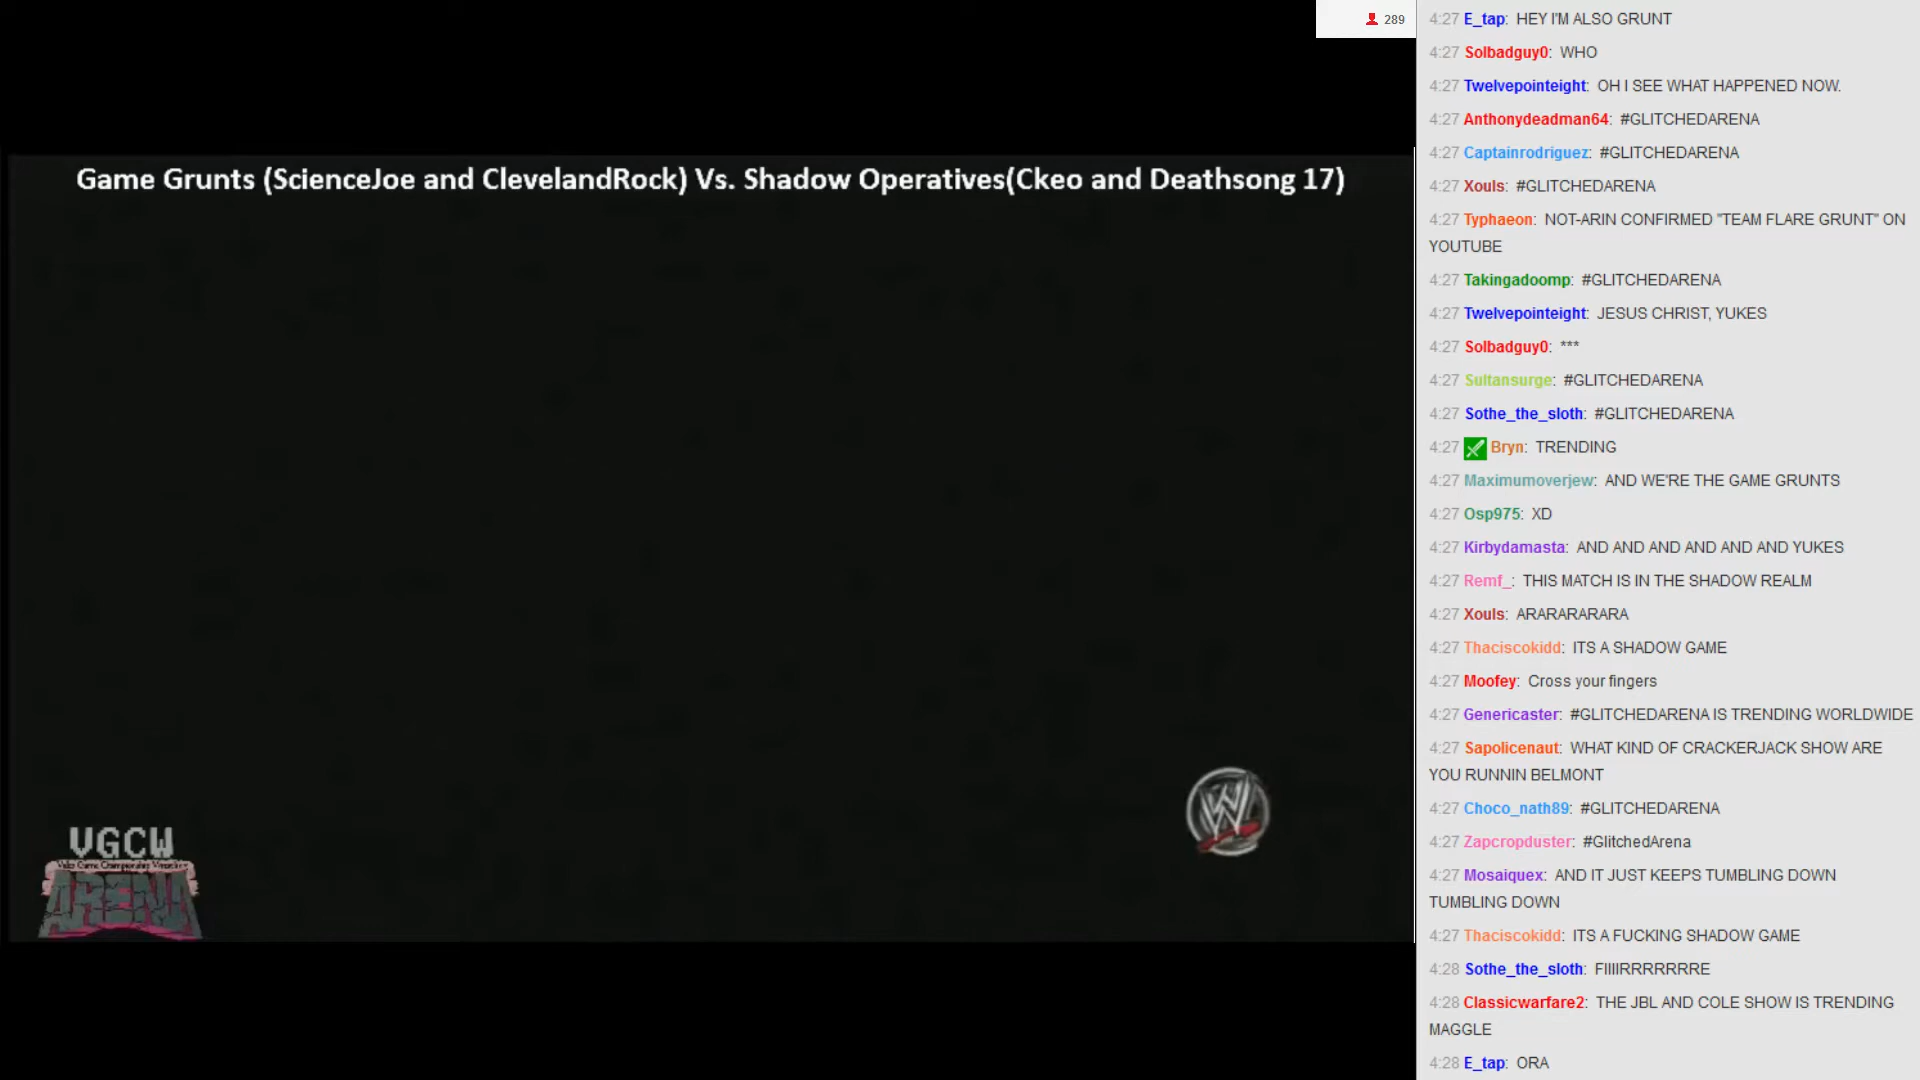 289
Game Grunts (ScienceJoe and ClevelandRock) Vs. Shadow Operatives(Ckeo and Deathsong 17)
VGCW
Video Game Championship Wrestling
ARENA
W
4:27 E_tap: HEY I'M ALSO GRUNT
4:27 Solbadguy0: WHO
4:27 Twelvepointeight: OH I SEE WHAT HAPPENED NOW.
4:27 Anthonydeadman64: #GLITCHEDARENA
4:27 Captainrodriguez: #GLITCHEDARENA
4:27 Xouls: #GLITCHEDARENA
4:27 Typhaeon: NOT-ARIN CONFIRMED "TEAM FLARE GRUNT" ON
YOUTUBE
4:27 Takingadoomp: #GLITCHEDARENA
4:27 Twelvepointeight: JESUS CHRIST, YUKES
4:27 Solbadguy0: ***
4:27 Sultansurge: #GLITCHEDARENA
4:27 Sothe_the_sloth: #GLITCHEDARENA
4:27 Bryn: TRENDING
4:27 Maximumoverjew: AND WE'RE THE GAME GRUNTS
4:27 Osp975: XD
4:27 Kirbydamasta: AND AND AND AND AND AND YUKES
4:27 Remf_: THIS MATCH IS IN THE SHADOW REALM
4:27 Xouls: ARARARARARA
4:27 Thaciscokidd: ITS A SHADOW GAME
4:27 Moofey: Cross your fingers
4:27 Genericaster: #GLITCHEDARENA IS TRENDING WORLDWIDE
4:27 Sapolicenaut: WHAT KIND OF CRACKERJACK SHOW ARE
YOU RUNNIN BELMONT
4:27 Choco_nath89: #GLITCHEDARENA
4:27 Zapcropduster: #GlitchedArena
4:27 Mosaiquex: AND IT JUST KEEPS TUMBLING DOWN
TUMBLING DOWN
4:27 Thaciscokidd: ITS A FUCKING SHADOW GAME
4:28 Sothe_the_sloth: FIIIIRRRRRRRE
4:28 Classicwarfare2: THE JBL AND COLE SHOW IS TRENDING
MAGGLE
4:28 E_tap: ORA